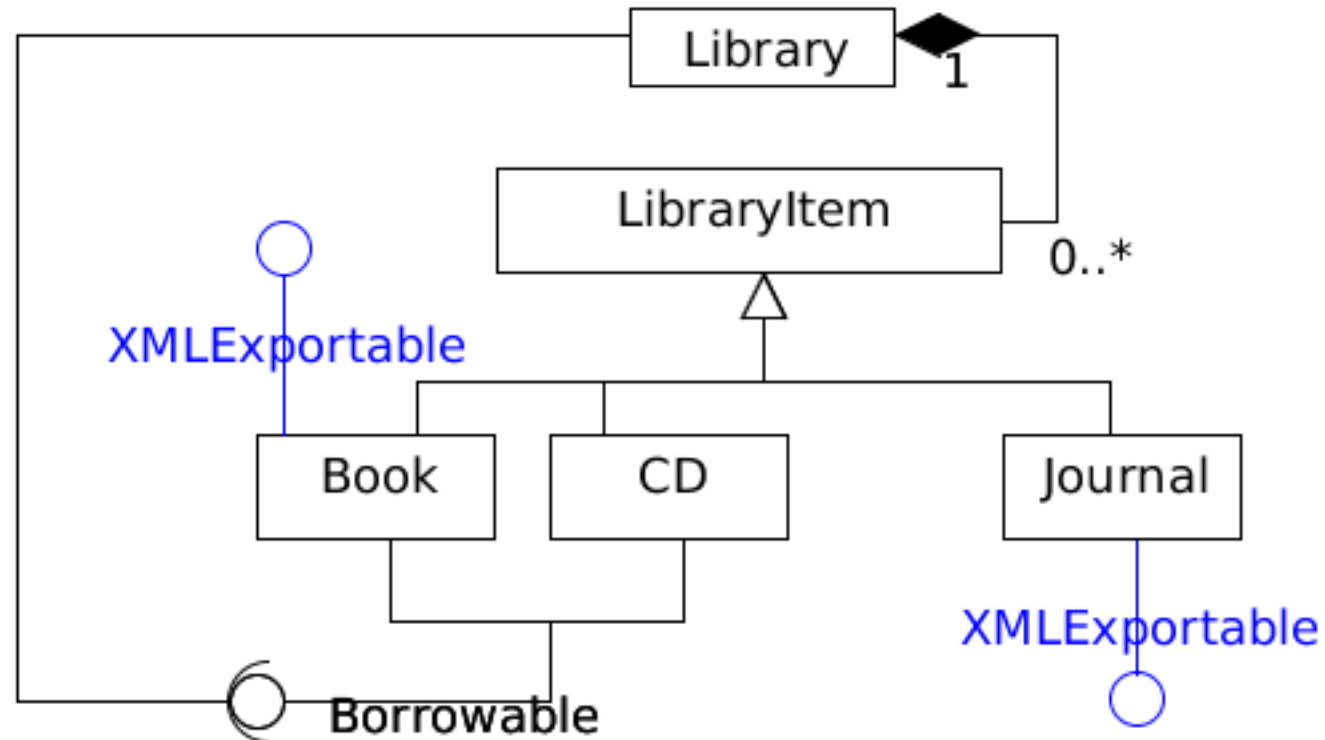 Library
1
LibraryItem
0..*
XMLExportable
Book
CD
Journal
XMLExportable
Borrowable